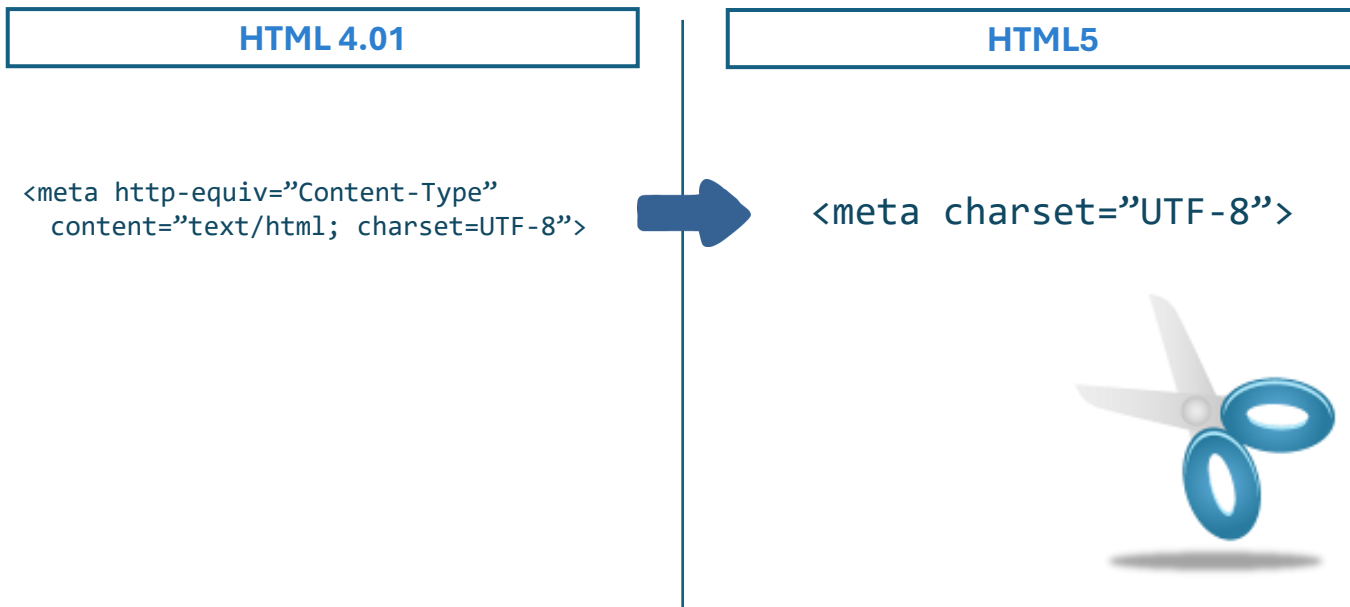 HTML 4.01
<meta http-equiv=”Content-Type”
content=”text/html; charset=UTF-8”>
HTML5
<meta charset=”UTF-8”>